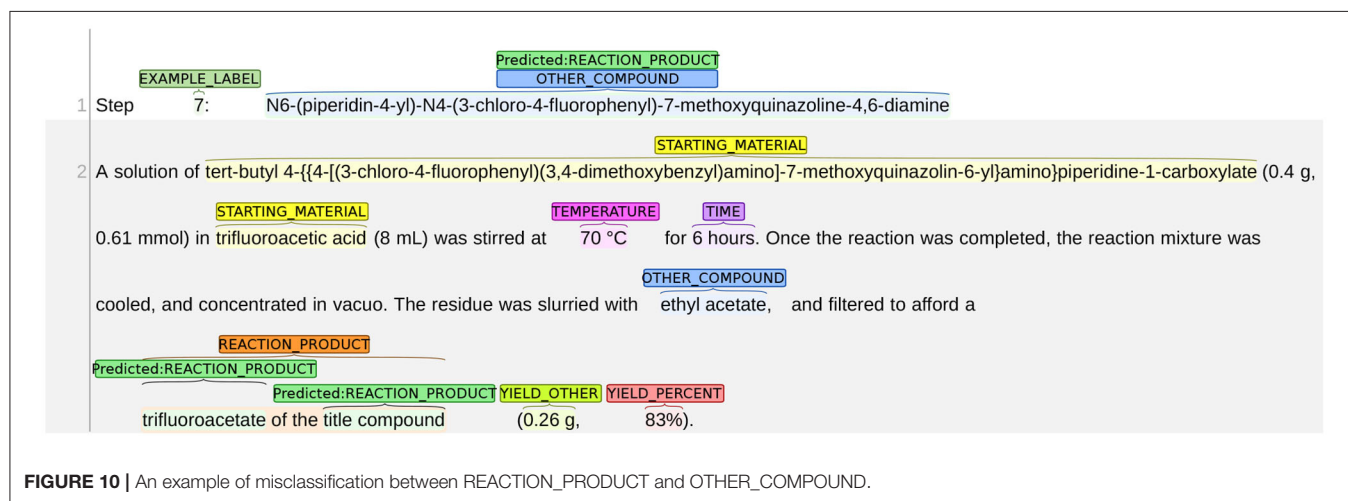 Predicted:REACTION_PRODUCT
EXAMPLE_LABEL OTHER_COMPOUND
1 Step 7: N6-(piperidin-4-yl)-N4-(3-chloro-4-fluorophenyl)-7-methoxyquinazoline-4,6-diamine
STARTING_MATERIAL
2 A solution of tert-butyl 4-{{4-[(3-chloro-4-fluorophenyl)(3,4-dimethoxybenzyl)amino]-7-methoxyquinazolin-6-yl}amino}piperidine-1-carboxylate (0.4 g,
STARTING_MATERIAL TEMPERATURE TIME
0.61 mmol) in trifluoroacetic acid (8 mL) was stirred at 70 °C for 6 hours. Once the reaction was completed, the reaction mixture was
OTHER_COMPOUND
cooled, and concentrated in vacuo. The residue was slurried with ethyl acetate, and filtered to afford a
REACTION_PRODUCT
Predicted:REACTION_PRODUCT
Predicted:REACTION_PRODUCT YIELD_OTHER YIELD_PERCENT
trifluoroacetate of the title compound (0.26 g, 83%).
FIGURE 10 | An example of misclassification between REACTION_PRODUCT and OTHER_COMPOUND.